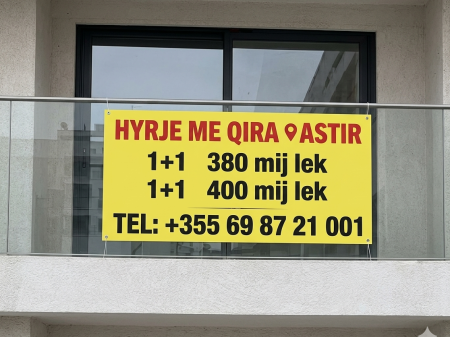 HYRJE ME QIRA ASTIR
1+1 380 mij lek
1+1 400 mij lek
TEL: +355 69 87 21 001